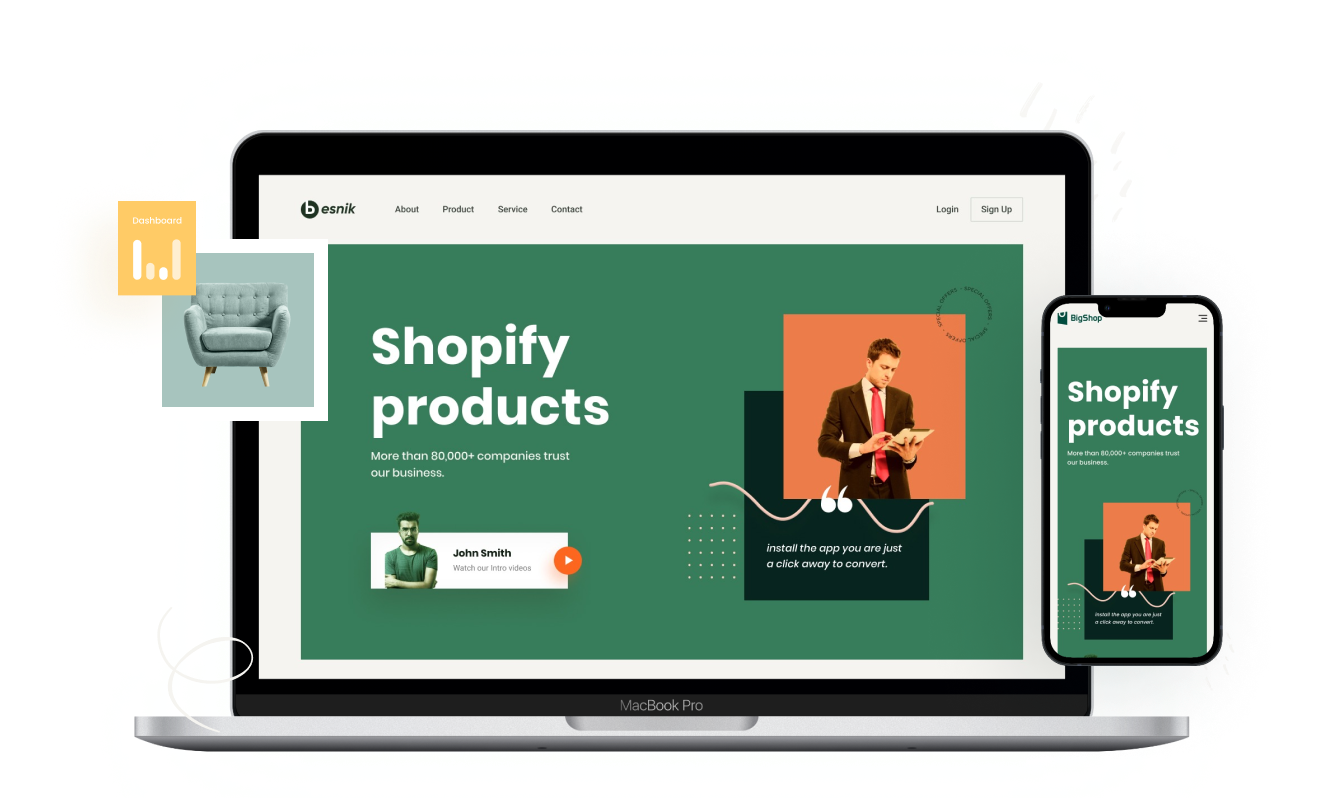 besnik
About
Product
Service
Contact
Login
Sign Up
Dashboard
SPECIAL OFFERS - SPECIAL OFFERS - SPECIAL OFFERS -
Shopify
products
More than 80,000+ companies trust
our business.
John Smith
Watch our Intro videos
install the app you are just
a click away to convert.
MacBook Pro
BigShop
Shopify
products
More than 80,000+ companies trust
our business.
install the app you are just
a click away to convert.